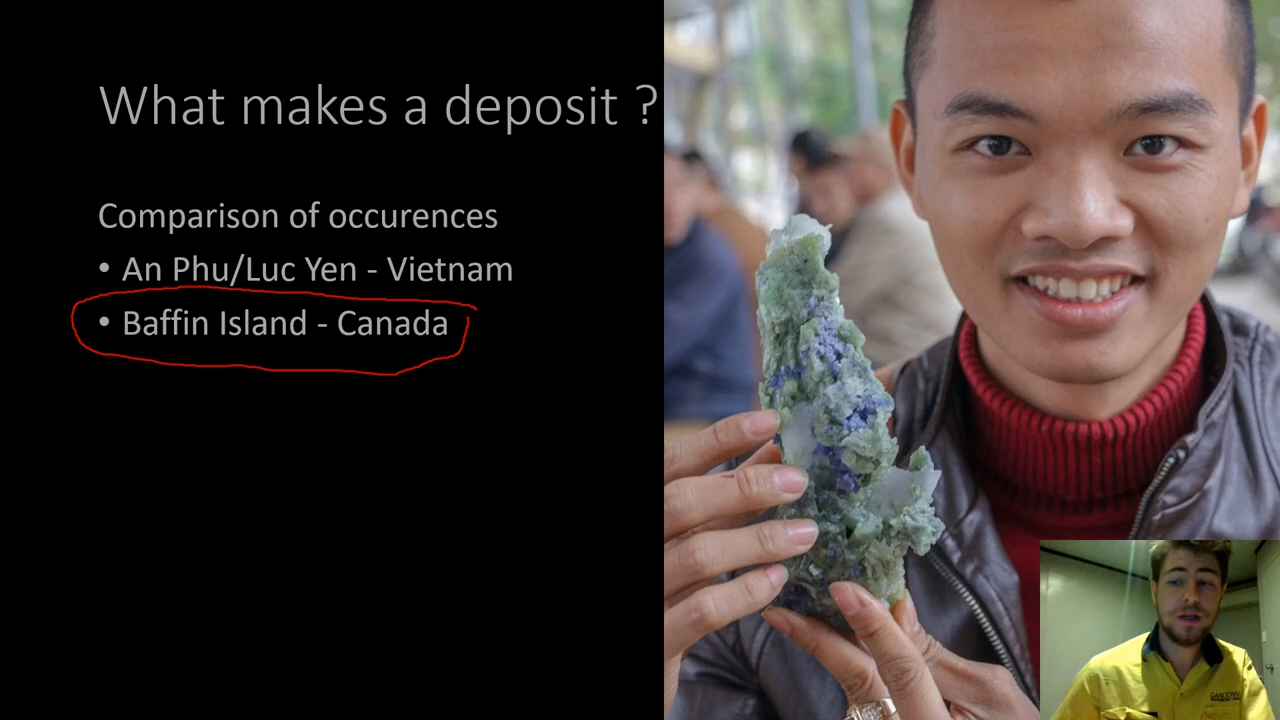 What makes a deposit ?
Comparison of occurences
• An Phu/Luc Yen - Vietnam
• Baffin Island - Canada